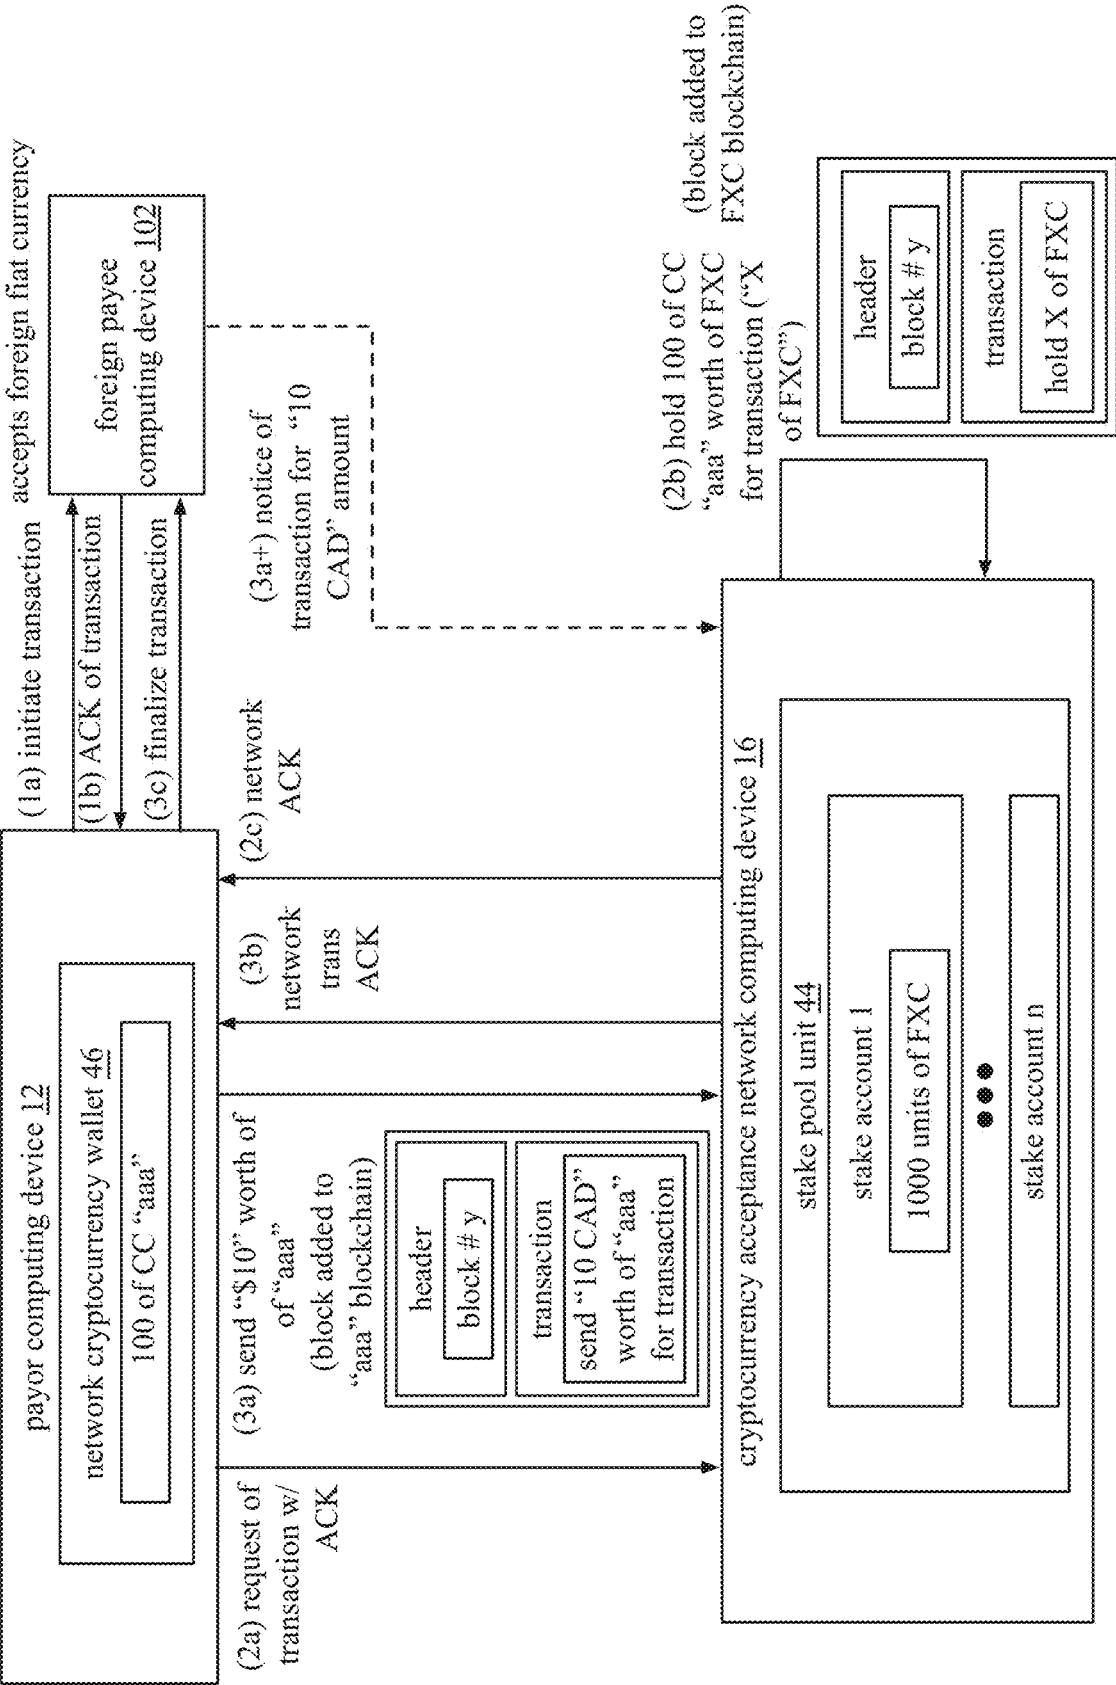 accepts foreign fiat currency
(1a) initiate transaction
(1b) ACK of transaction
(3c) finalize transaction
foreign payee
computing device 102
payor computing device 12
network cryptocurrency wallet 46
100 of CC “aaa”
(2a) request of
transaction w/
ACK
(3a) send “$10” worth of
of “aaa”
(block added to
“aaa” blockchain)
header
block # y
transaction
send “10 CAD”
worth of “aaa”
for transaction
(3b)
network
trans
ACK
(2c) network
ACK
(3a+) notice of
transaction for “10
CAD” amount
cryptocurrency acceptance network computing device 16
stake pool unit 44
stake account 1
1000 units of FXC
stake account n
(2b) hold 100 of CC
“aaa” worth of FXC
for transaction (“X
of FXC”)
(block added to
FXC blockchain)
header
block # y
transaction
hold X of FXC